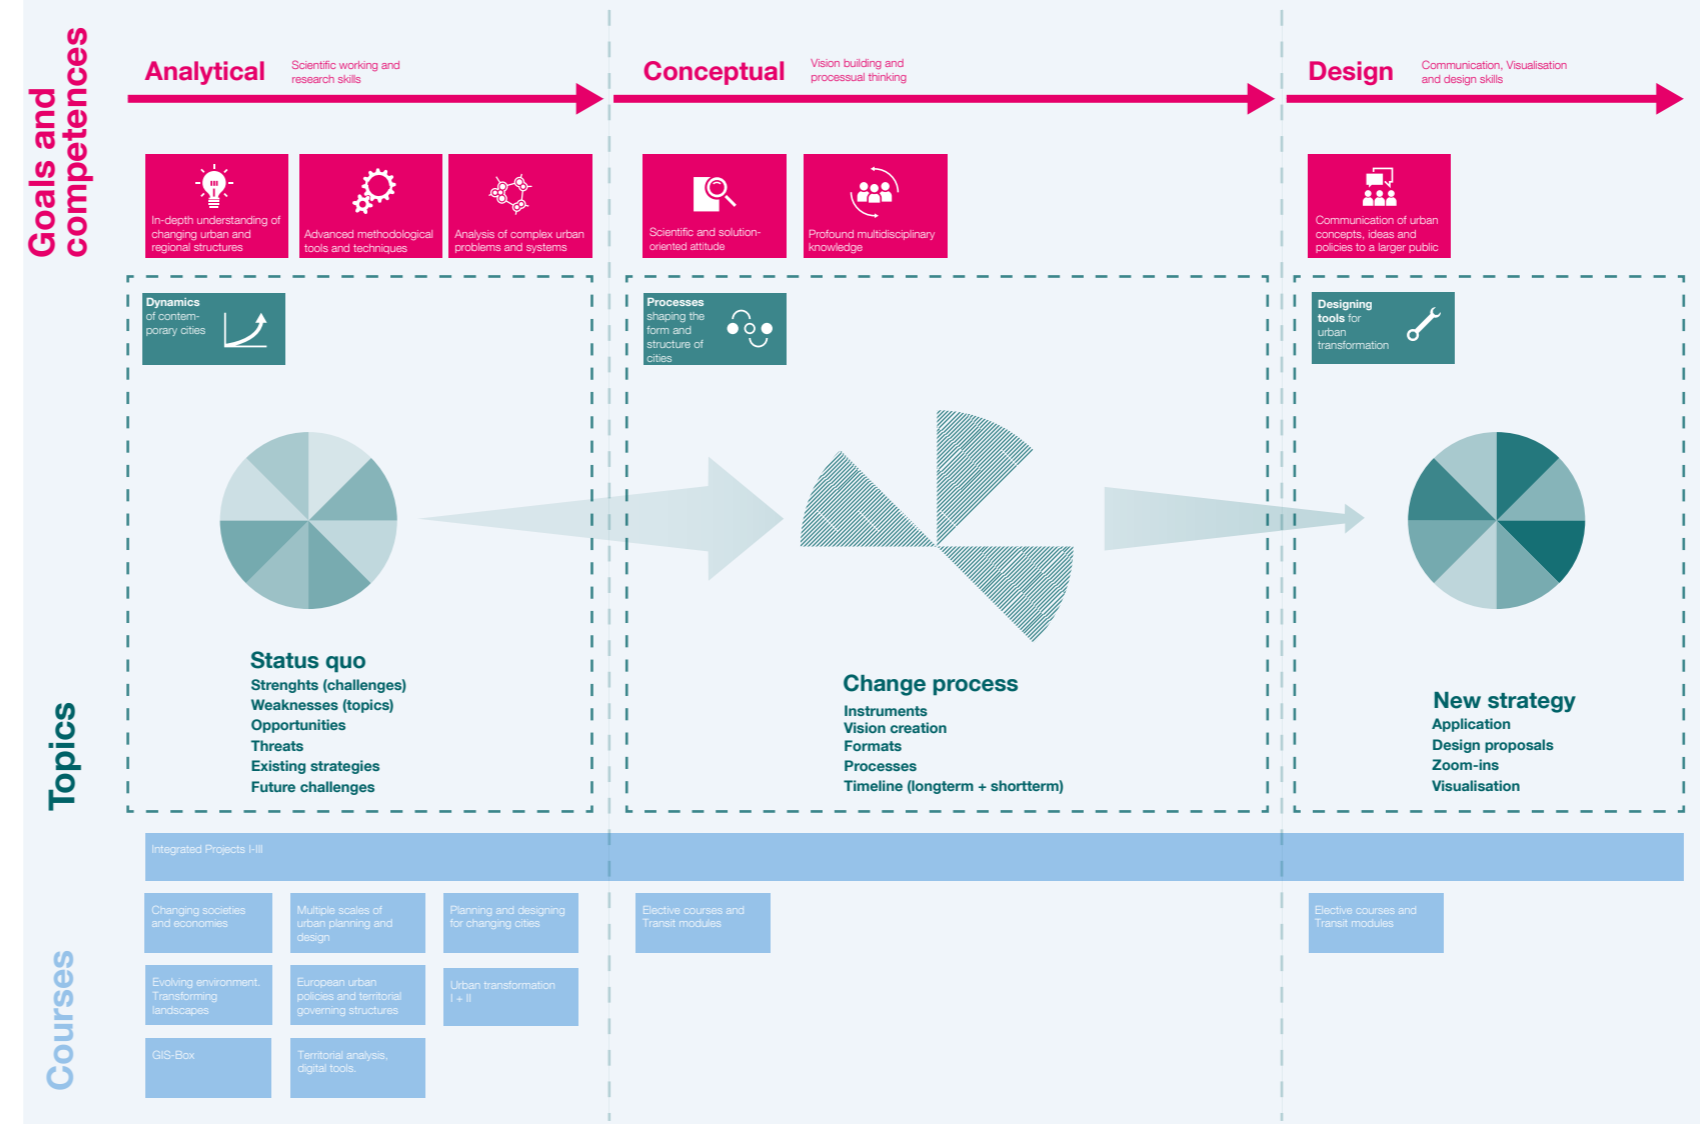 Goals and
competences
Analytical
Scientific working and
research skills
Conceptual
Vision building and
processual thinking
Design
Communication, Visualisation
and design skills
In-depth understanding of
changing urban and
regional structures
Advanced methodological
tools and techniques
Analysis of complex urban
problems and systems
Scientific and solution-
oriented attitude
Profound multidisciplinary
knowledge
Communication of urban
concepts, ideas and
policies to a larger public
Topics
Dynamics
of contem-
porary cities
Processes
shaping the
form and
structure of
cities
Designing
tools for
urban
transformation
Status quo
Strenghts (challenges)
Weaknesses (topics)
Opportunities
Threats
Existing strategies
Future challenges
Change process
Instruments
Vision creation
Formats
Processes
Timeline (longterm + shortterm)
New strategy
Application
Design proposals
Zoom-ins
Visualisation
Courses
Integrated Projects I-III
Changing societies
and economies
Multiple scales of
urban planning and
design
Planning and designing
for changing cities
Elective courses and
Transit modules
Elective courses and
Transit modules
Evolving environment.
Transforming
landscapes
European urban
policies and territorial
governing structures
Urban transformation
I + II
GIS-Box
Territorial analysis,
digital tools.